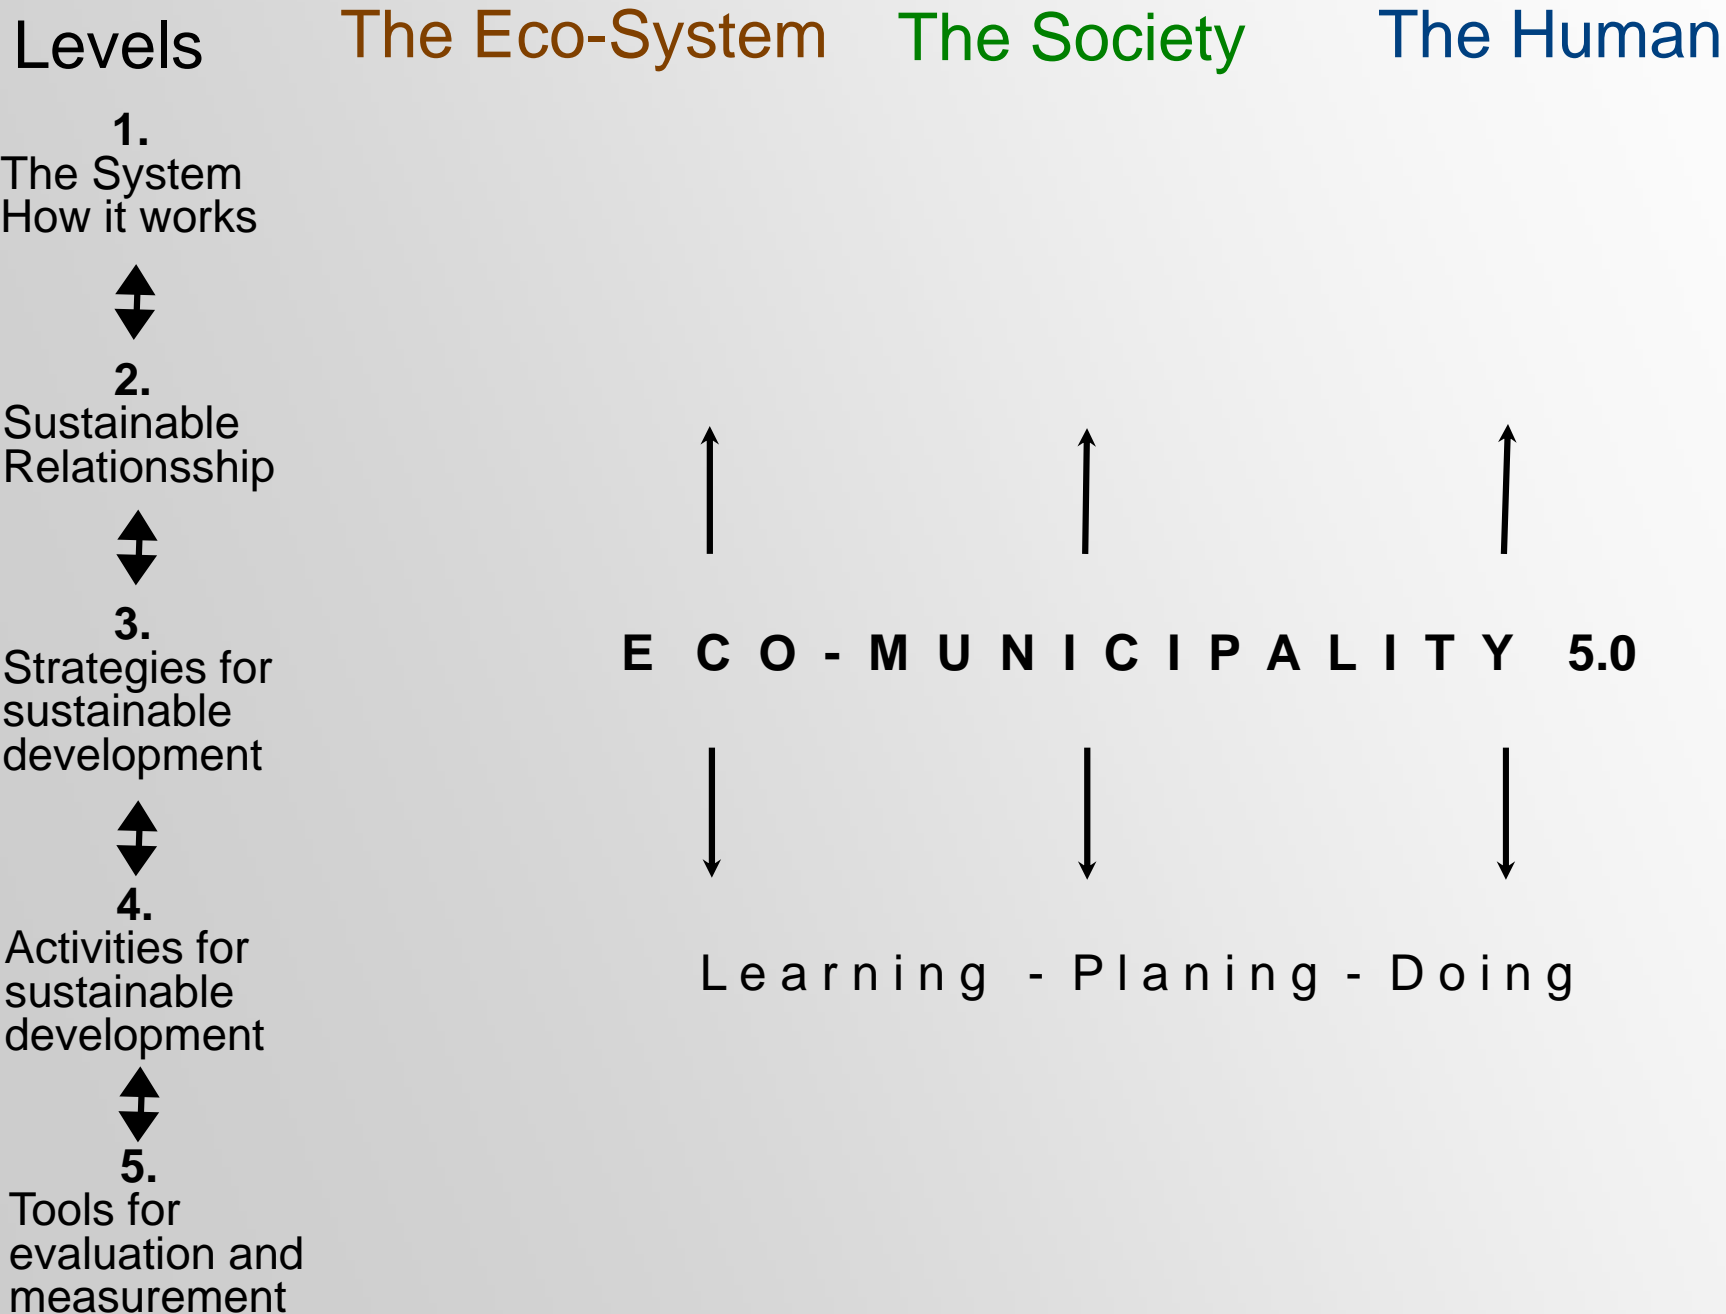 Levels
The Eco-System
The Society
The Human
1.
The System
How it works
2.
Sustainable
Relationsship
3.
Strategies for
sustainable
development
ECO-MUNICIPALITY 5.0
4.
Activities for
sustainable
development
Learning - Planing - Doing
5.
Tools for
evaluation and
measurement